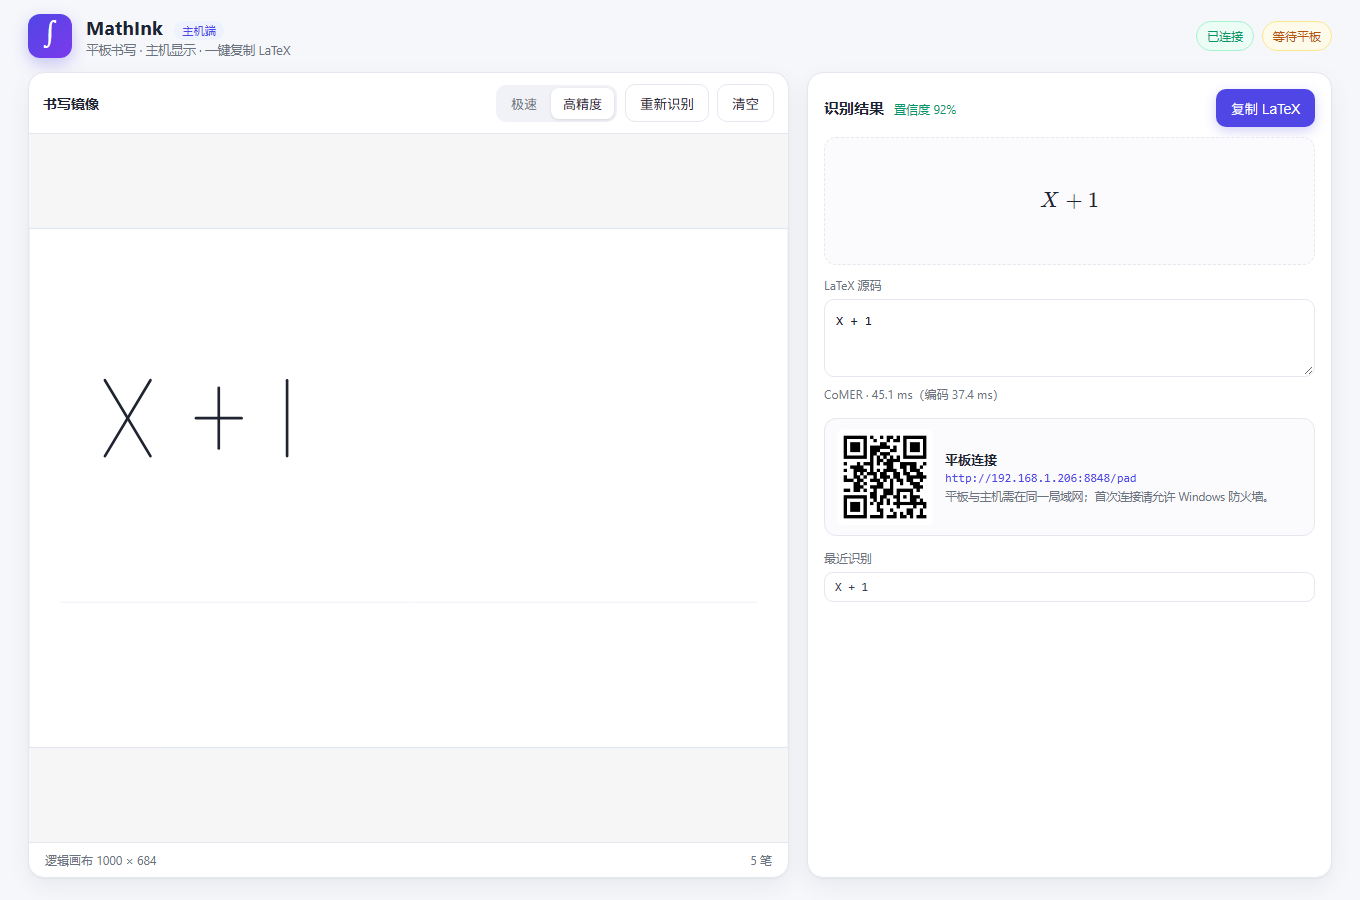 ∫
MathInk 主机端
平板书写 · 主机显示 · 一键复制 LaTeX
已连接 等待平板
书写镜像
极速 高精度 重新识别 清空
X + 1
逻辑画布 1000 × 684
5 笔
识别结果 置信度 92%
复制 LaTeX
X + 1
LaTeX 源码
X + 1
CoMER · 45.1 ms（编码 37.4 ms）
平板连接
http://192.168.1.206:8848/pad
平板与主机需在同一局域网；首次连接请允许 Windows 防火墙。
最近识别
X + 1